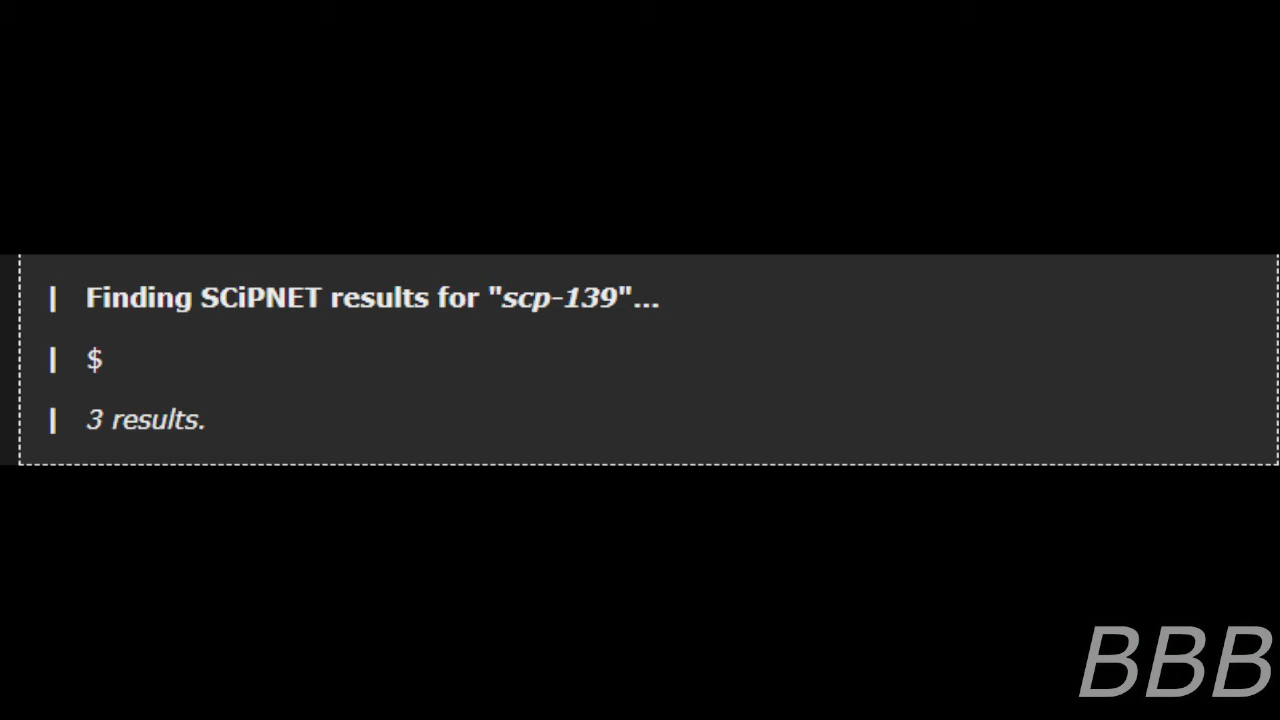 | Finding SCiPNET results for "scp-139"...
| $
| 3 results.
BBB